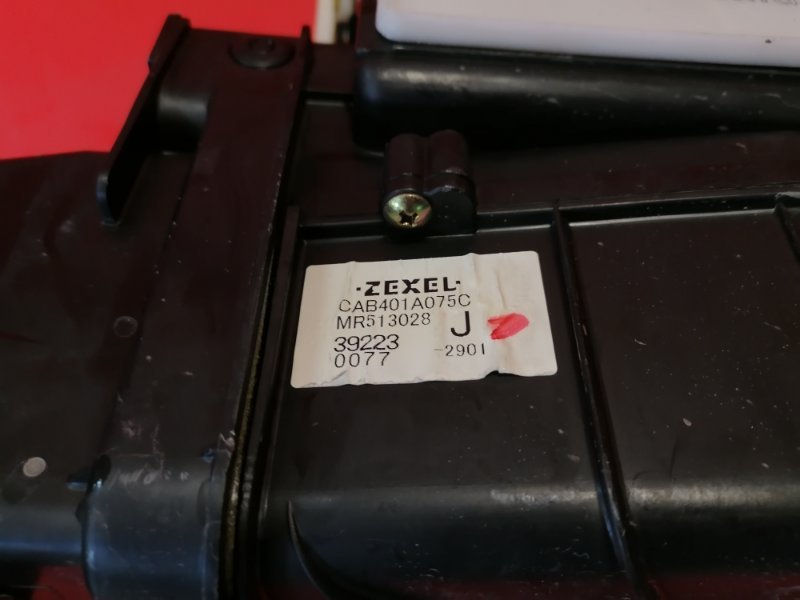 ·ZEXEL·
CAB401A075C
MR513028 J
39223
0077 -2901